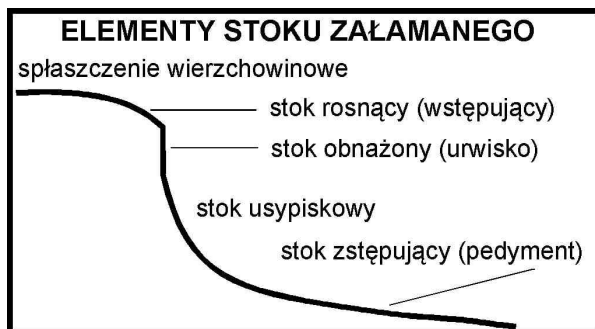 ELEMENTY STOKU ZAŁAMANEGO
spłaszczenie wierzchowinowe
stok rosnący (wstępujący)
stok obnażony (urwisko)
stok usypiskowy
stok zstępujący (pedyment)